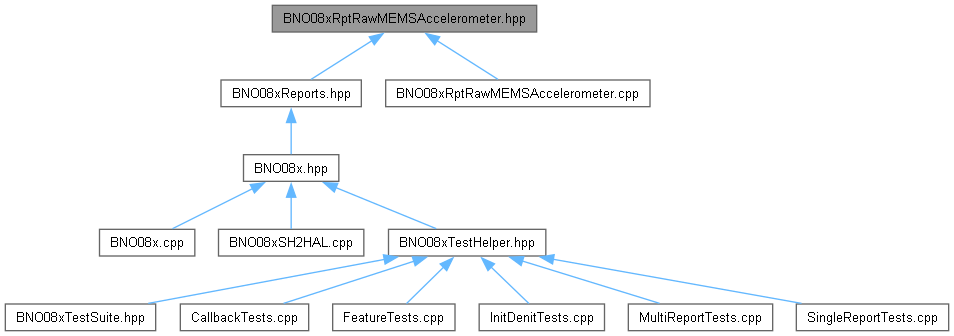 BNO08xRptRawMEMSAccelerometer.hpp
BNO08xReports.hpp
BNO08xRptRawMEMSAccelerometer.cpp
BNO08x.hpp
BNO08x.cpp
BNO08xSH2HAL.cpp
BNO08xTestHelper.hpp
BNO08xTestSuite.hpp
CallbackTests.cpp
FeatureTests.cpp
InitDenitTests.cpp
MultiReportTests.cpp
SingleReportTests.cpp